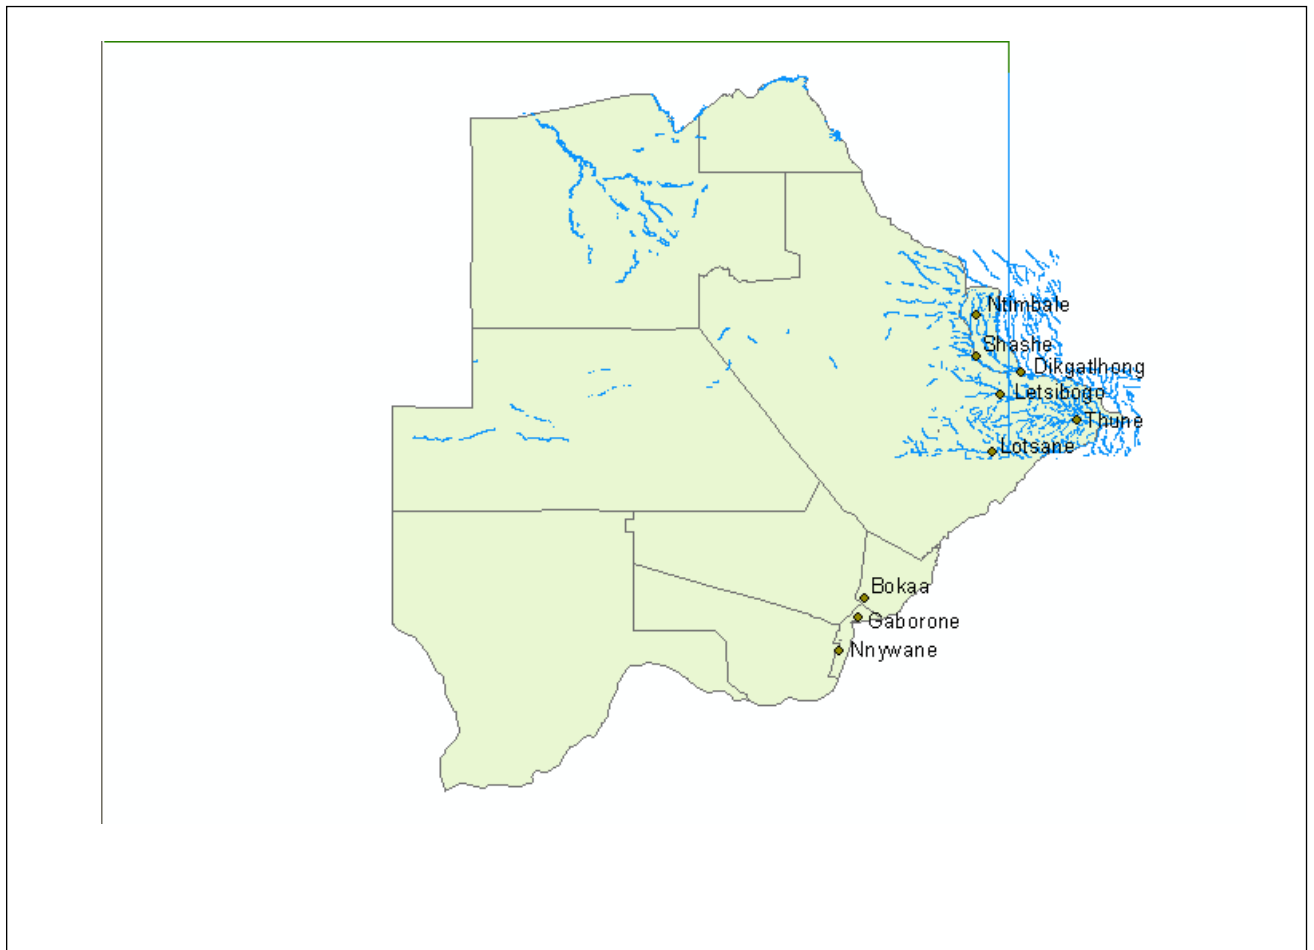 Ntimbale
Shashe
Dikgatlhong
Letsibogo
Thune
Lotsane
Bokaa
Gaborone
Nnywane